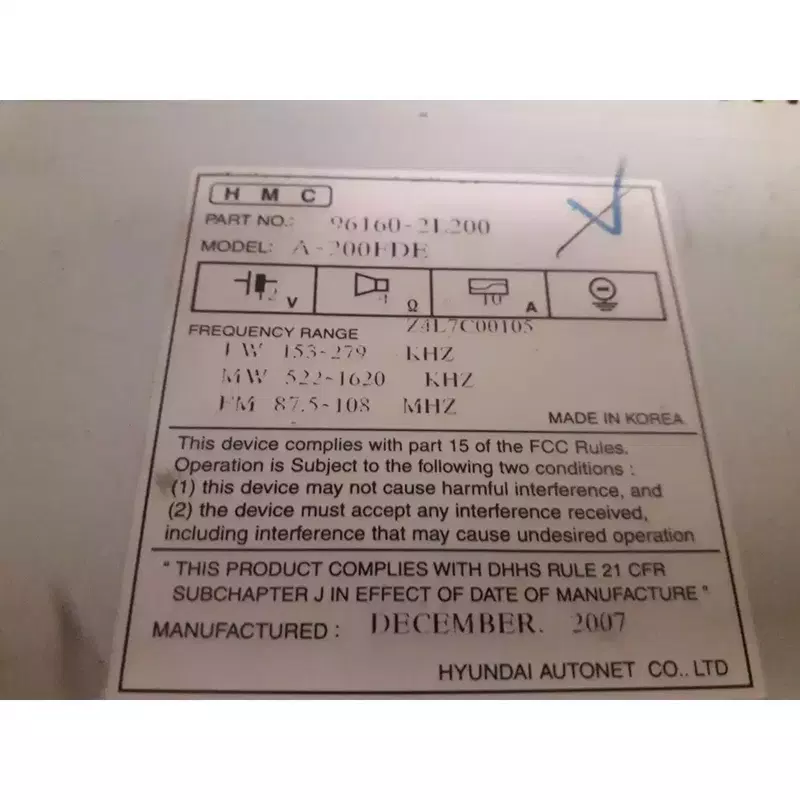 HMC
PART NO.: 96160-2L200
MODEL: A-200FDE
12 V 4 Ω 10 A
Z4L7C00105
FREQUENCY RANGE
LW 153-279 KHZ
MW 522-1620 KHZ
FM 87.5-108 MHZ
MADE IN KOREA
This device complies with part 15 of the FCC Rules.
Operation is Subject to the following two conditions :
(1) this device may not cause harmful interference, and
(2) the device must accept any interference received,
including interference that may cause undesired operation
" THIS PRODUCT COMPLIES WITH DHHS RULE 21 CFR
SUBCHAPTER J IN EFFECT OF DATE OF MANUFACTURE "
MANUFACTURED : DECEMBER. 2007
HYUNDAI AUTONET CO., LTD